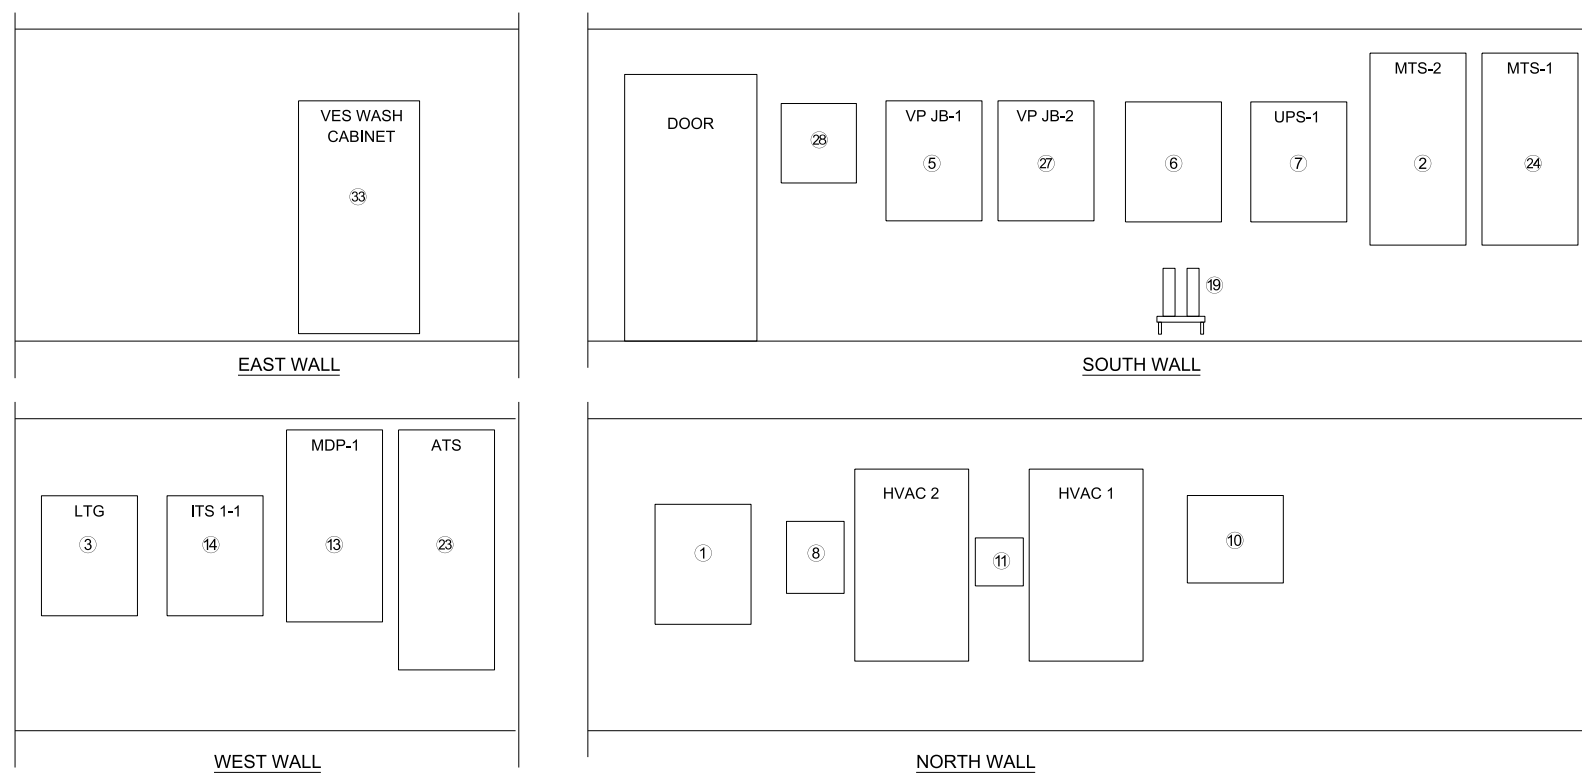 VES WASH
CABINET
33
EAST WALL
DOOR
28
VP JB-1
5
VP JB-2
27
6
UPS-1
7
MTS-2
2
MTS-1
24
19
SOUTH WALL
LTG
3
ITS 1-1
14
MDP-1
13
ATS
23
WEST WALL
1
8
HVAC 2
11
HVAC 1
10
NORTH WALL